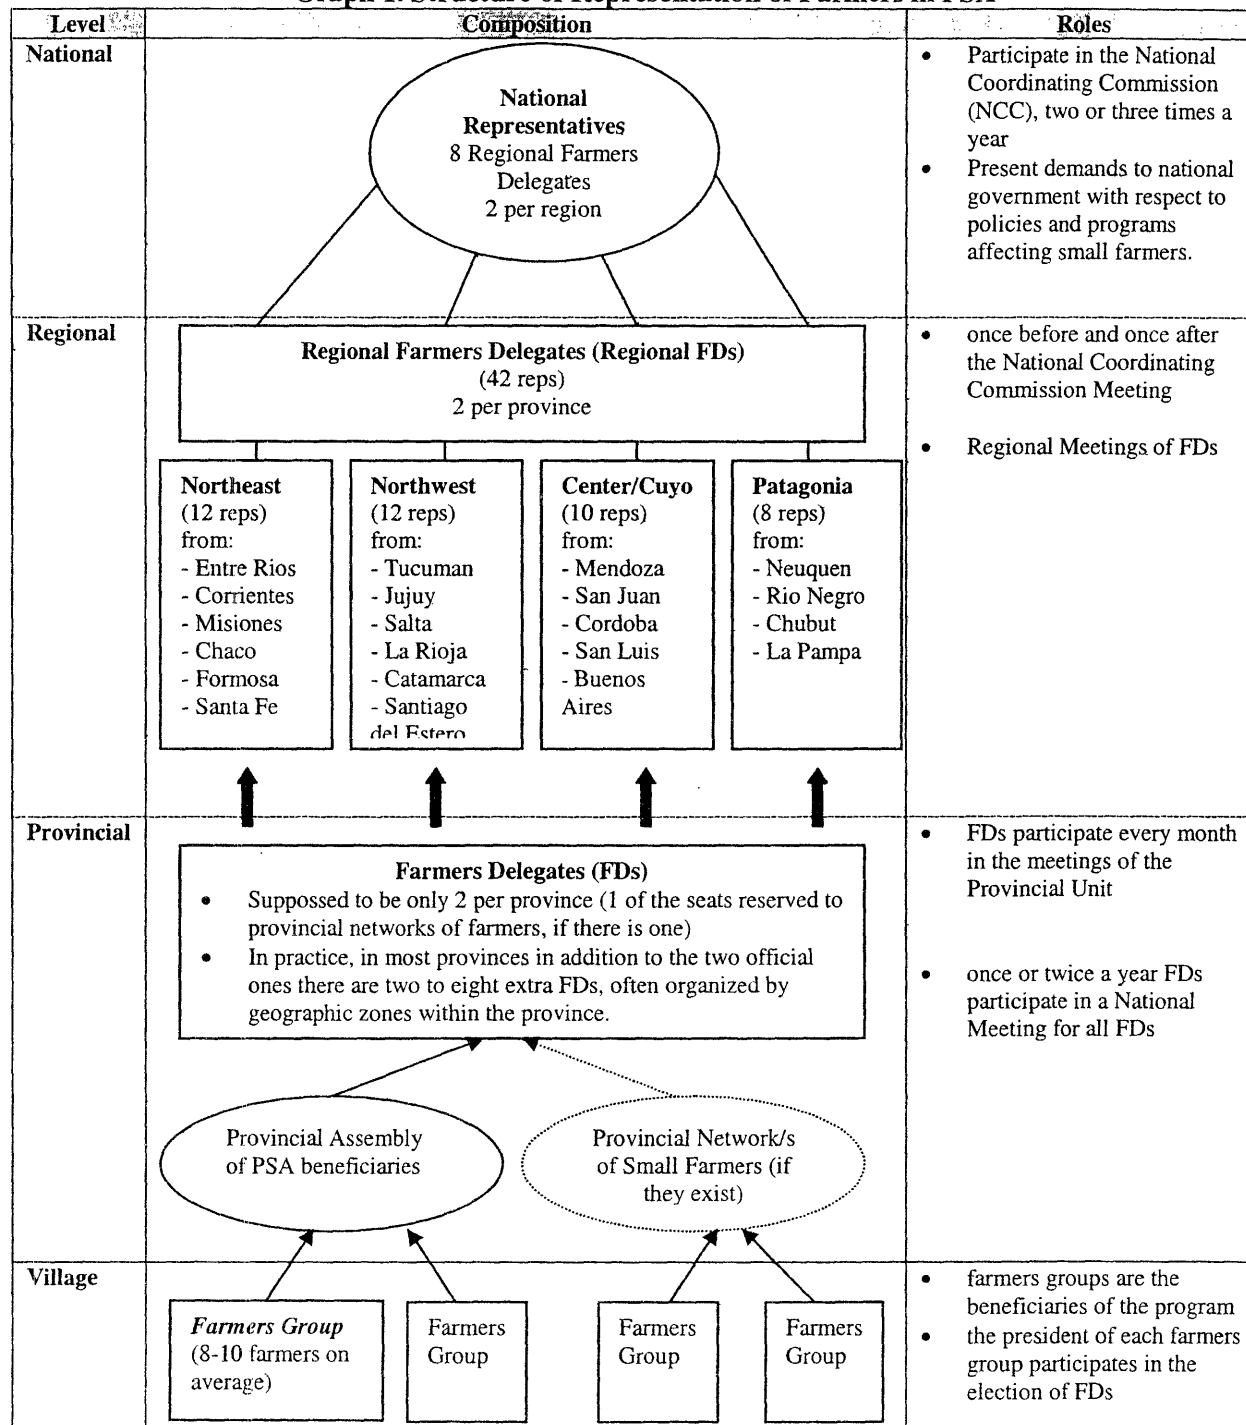 Graph 1: Structure of Representation of Farmers in PSA
Level
Composition
Roles
National
National
Representatives
8 Regional Farmers
Delegates
2 per region
• Participate in the National
Coordinating Commission
(NCC), two or three times a
year
• Present demands to national
government with respect to
policies and programs
affecting small farmers.
Regional
Regional Farmers Delegates (Regional FDs)
(42 reps)
2 per province
• once before and once after
the National Coordinating
Commission Meeting
• Regional Meetings of FDs
Northeast
(12 reps)
from:
- Entre Rios
- Corrientes
- Misiones
- Chaco
- Formosa
- Santa Fe
Northwest
(12 reps)
from:
- Tucuman
- Jujuy
- Salta
- La Rioja
- Catamarca
- Santiago
del Estero
Center/Cuyo
(10 reps)
from:
- Mendoza
- San Juan
- Cordoba
- San Luis
- Buenos
Aires
Patagonia
(8 reps)
from:
- Neuquen
- Rio Negro
- Chubut
- La Pampa
Provincial
Farmers Delegates (FDs)
• Suppossed to be only 2 per province (1 of the seats reserved to
provincial networks of farmers, if there is one)
• In practice, in most provinces in addition to the two official
ones there are two to eight extra FDs, often organized by
geographic zones within the province.
• FDs participate every month
in the meetings of the
Provincial Unit
• once or twice a year FDs
participate in a National
Meeting for all FDs
Provincial Assembly
of PSA beneficiaries
Provincial Network/s
of Small Farmers (if
they exist)
Village
Farmers Group
(8-10 farmers on
average)
Farmers
Group
Farmers
Group
Farmers
Group
• farmers groups are the
beneficiaries of the program
• the president of each farmers
group participates in the
election of FDs